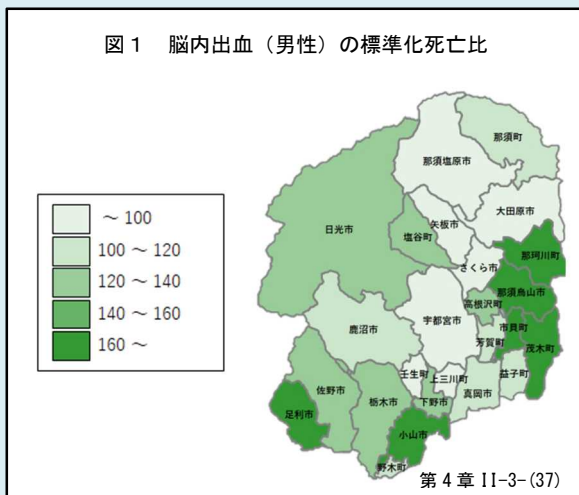 図1 脳内出血（男性）の標準化死亡比
～ 100
100 ～ 120
120 ～ 140
140 ～ 160
160 ～
那須町
那須塩原市
大田原市
日光市
矢板市
塩谷町
那珂川町
さくら市
那須烏山市
高根沢町
宇都宮市
市貝町
鹿沼市
芳賀町
茂木町
壬生町
上三川町
益子町
真岡市
佐野市
栃木市
下野市
足利市
小山市
野木町
第4章 II-3-(37)